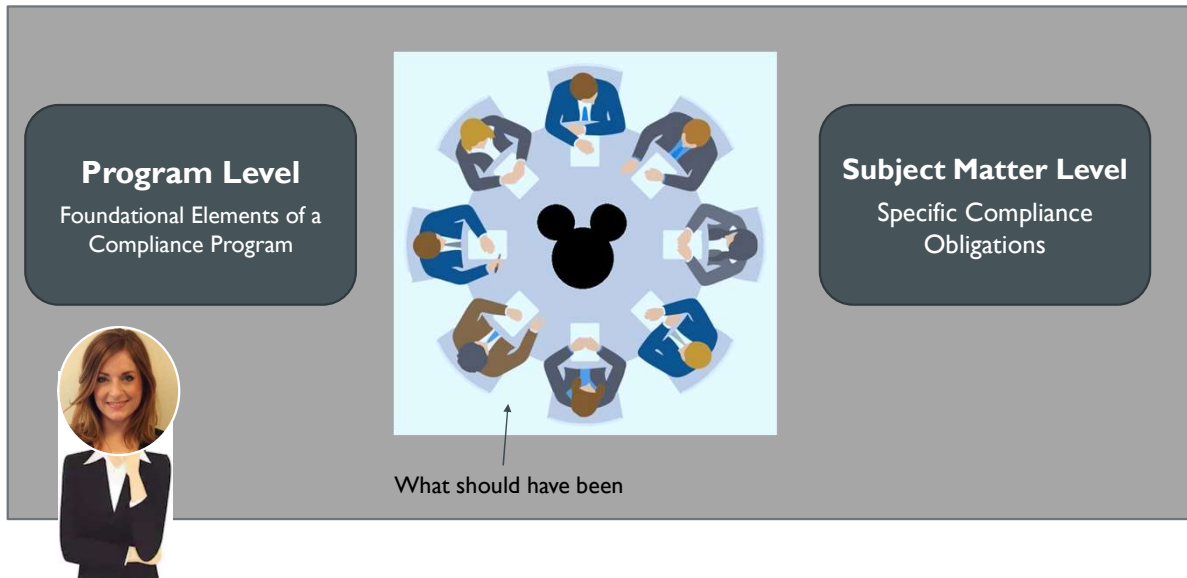 Program Level
Foundational Elements of a
Compliance Program
Subject Matter Level
Specific Compliance
Obligations
What should have been